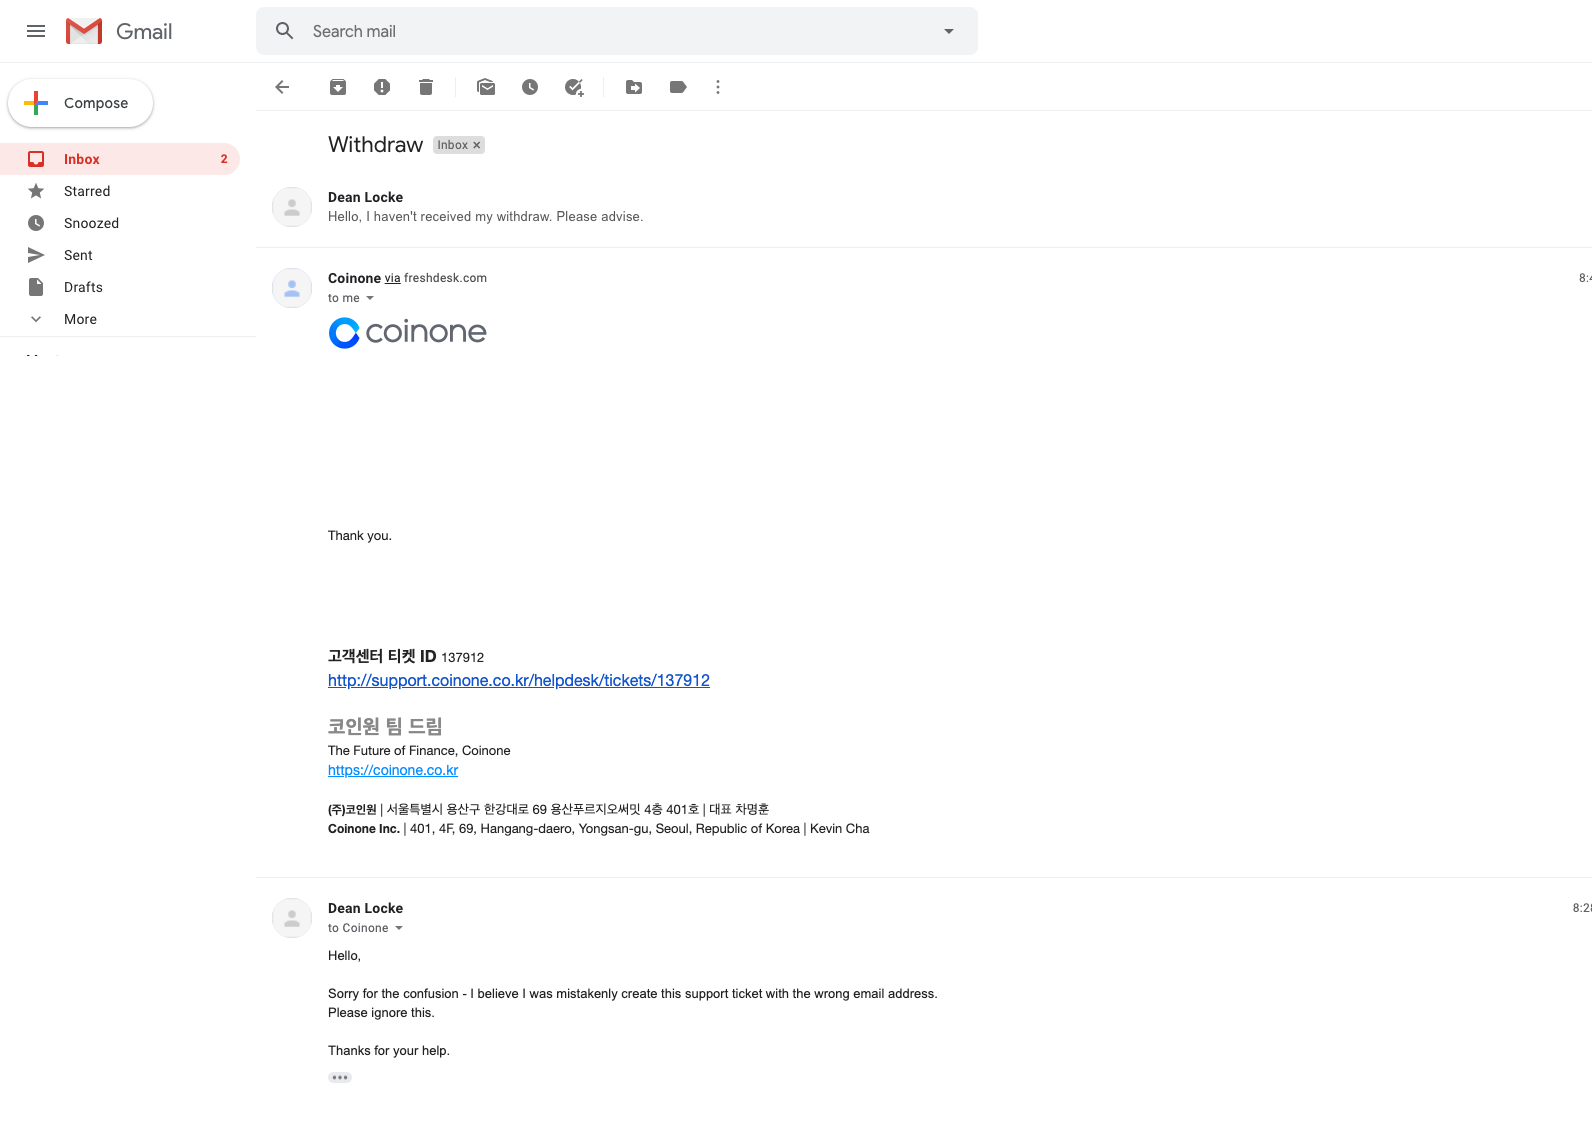 Gmail
Search mail
Compose
Inbox 2
Starred
Snoozed
Sent
Drafts
More
Withdraw Inbox ×
Dean Locke
Hello, I haven't received my withdraw. Please advise.
Coinone via freshdesk.com
8:4
to me
coinone
Thank you.
고객센터 티켓 ID 137912
http://support.coinone.co.kr/helpdesk/tickets/137912
코인원 팀 드림
The Future of Finance, Coinone
https://coinone.co.kr
(주)코인원 | 서울특별시 용산구 한강대로 69 용산푸르지오써밋 4층 401호 | 대표 차명훈
Coinone Inc. | 401, 4F, 69, Hangang-daero, Yongsan-gu, Seoul, Republic of Korea | Kevin Cha
Dean Locke
8:28
to Coinone
Hello,
Sorry for the confusion - I believe I was mistakenly create this support ticket with the wrong email address.
Please ignore this.
Thanks for your help.